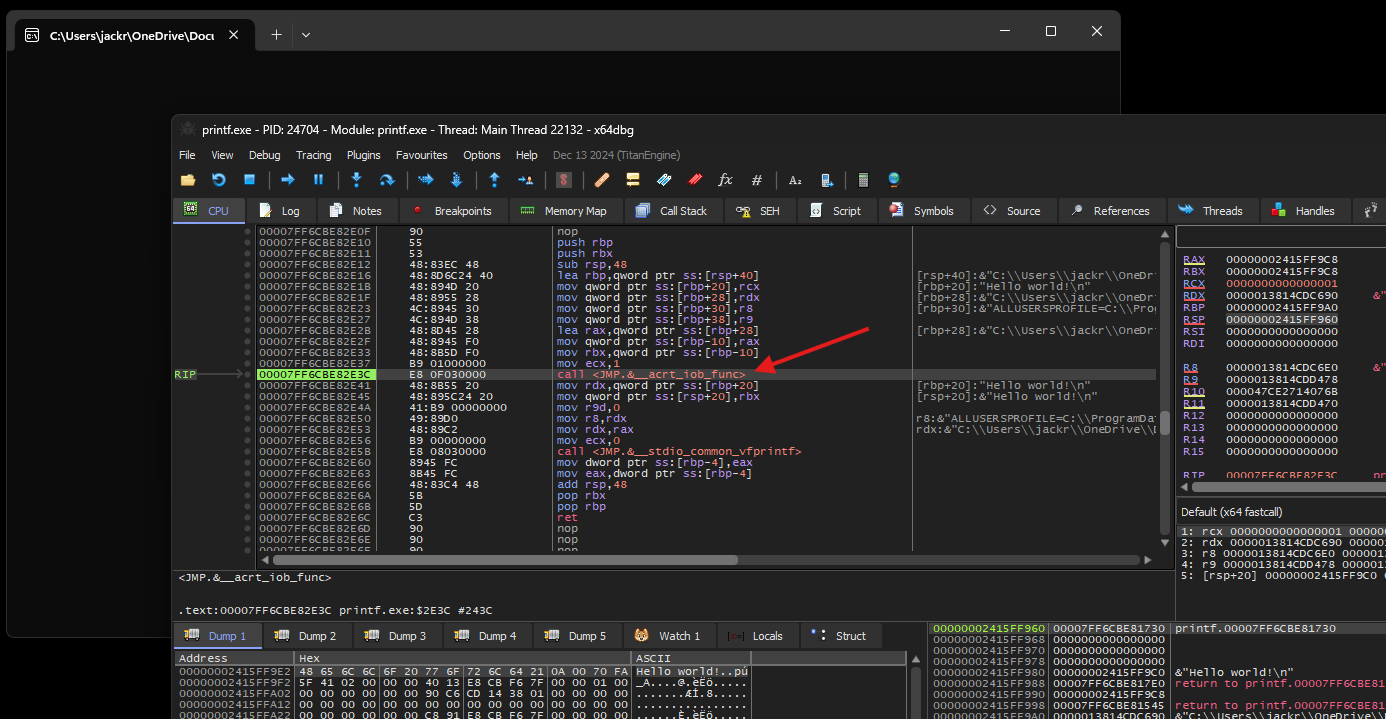 C:\Users\jackr\OneDrive\Docu
printf.exe - PID: 24704 - Module: printf.exe - Thread: Main Thread 22132 - x64dbg
File View Debug Tracing Plugins Favourites Options Help Dec 13 2024 (TitanEngine)
CPU Log Notes Breakpoints Memory Map Call Stack SEH Script Symbols Source References Threads Handles
00007FF6CBE82E0F 90 nop
00007FF6CBE82E10 55 push rbp
00007FF6CBE82E11 53 push rbx
00007FF6CBE82E12 48:83EC 48 sub rsp,48
00007FF6CBE82E16 48:8D6C24 40 lea rbp,qword ptr ss:[rsp+40] [rsp+40]:&"C:\\Users\\jackr\\OneDri
00007FF6CBE82E1B 48:894D 20 mov qword ptr ss:[rbp+20],rcx [rbp+20]:"Hello world!\n"
00007FF6CBE82E1F 48:8955 28 mov qword ptr ss:[rbp+28],rdx [rbp+28]:&"C:\\Users\\jackr\\OneDri
00007FF6CBE82E23 4C:8945 30 mov qword ptr ss:[rbp+30],r8 [rbp+30]:&"ALLUSERSPROFILE=C:\\Prog
00007FF6CBE82E27 4C:894D 38 mov qword ptr ss:[rbp+38],r9
00007FF6CBE82E2B 48:8D45 28 lea rax,qword ptr ss:[rbp+28] [rbp+28]:&"C:\\Users\\jackr\\OneDri
00007FF6CBE82E2F 48:8945 F0 mov qword ptr ss:[rbp-10],rax
00007FF6CBE82E33 48:8B5D F0 mov rbx,qword ptr ss:[rbp-10]
00007FF6CBE82E37 B9 01000000 mov ecx,1
RIP 00007FF6CBE82E3C E8 0F030000 call <JMP.&__acrt_iob_func>
00007FF6CBE82E41 48:8B55 20 mov rdx,qword ptr ss:[rbp+20] [rbp+20]:"Hello world!\n"
00007FF6CBE82E45 48:895C24 20 mov qword ptr ss:[rsp+20],rbx [rsp+20]:&"Hello world!\n"
00007FF6CBE82E4A 41:B9 00000000 mov r9d,0
00007FF6CBE82E50 49:89D0 mov r8,rdx r8:&"ALLUSERSPROFILE=C:\\ProgramDa
00007FF6CBE82E53 48:89C2 mov rdx,rax rdx:&"C:\\Users\\jackr\\OneDrive\\D
00007FF6CBE82E56 B9 00000000 mov ecx,0
00007FF6CBE82E5B E8 08030000 call <JMP.&__stdio_common_vfprintf>
00007FF6CBE82E60 8945 FC mov dword ptr ss:[rbp-4],eax
00007FF6CBE82E63 8B45 FC mov eax,dword ptr ss:[rbp-4]
00007FF6CBE82E66 48:83C4 48 add rsp,48
00007FF6CBE82E6A 5B pop rbx
00007FF6CBE82E6B 5D pop rbp
00007FF6CBE82E6C C3 ret
00007FF6CBE82E6D 90 nop
00007FF6CBE82E6E 90 nop
00007FF6CBE82E6F 90 nop
RAX 00000002415FF9C8
RBX 00000002415FF9C8
RCX 0000000000000001
RDX 0000013814CDC690 &"
RBP 00000002415FF9A0
RSP 00000002415FF960
RSI 0000000000000000
RDI 0000000000000000
R8 0000013814CDC6E0 &"
R9 0000013814CDD478
R10 000047CE2714076B
R11 0000013814CDD470
R12 0000000000000000
R13 0000000000000000
R14 0000000000000000
R15 0000000000000000
RIP 00007FF6CBE82E3C pr
Default (x64 fastcall)
1: rcx 0000000000000001 000000
2: rdx 0000013814CDC690 00000
3: r8 0000013814CDC6E0 000001
4: r9 0000013814CDD478 000001
5: [rsp+20] 00000002415FF9C0
<JMP.&__acrt_iob_func>
.text:00007FF6CBE82E3C printf.exe:$2E3C #243C
Dump 1 Dump 2 Dump 3 Dump 4 Dump 5 Watch 1 Locals Struct
Address Hex ASCII
00000002415FF9E2 48 65 6C 6C 6F 20 77 6F 72 6C 64 21 0A 00 70 FA Hello world!..pú
00000002415FF9F2 5F 41 02 00 00 00 40 13 E8 CB F6 7F 00 00 01 00 _A....@.èËö.....
00000002415FFA02 00 00 00 00 00 00 90 C6 CD 14 38 01 00 00 00 00 .......ÆÍ.8.....
00000002415FFA12 00 00 00 00 00 00 00 00 00 00 00 00 00 00 00 00 ................
00000002415FFA22 00 00 00 00 00 00 C8 91 E8 CB F6 7F 00 00 00 00 ......È.èËö.....
00000002415FF960 00007FF6CBE81730 printf.00007FF6CBE81730
00000002415FF968 0000000000000000
00000002415FF970 0000000000000000
00000002415FF978 0000000000000000
00000002415FF980 00000002415FF9C0 &"Hello world!\n"
00000002415FF988 00007FF6CBE817E0 return to printf.00007FF6CBE81
00000002415FF990 00000002415FF9C8
00000002415FF998 00007FF6CBE81545 return to printf.00007FF6CBE81